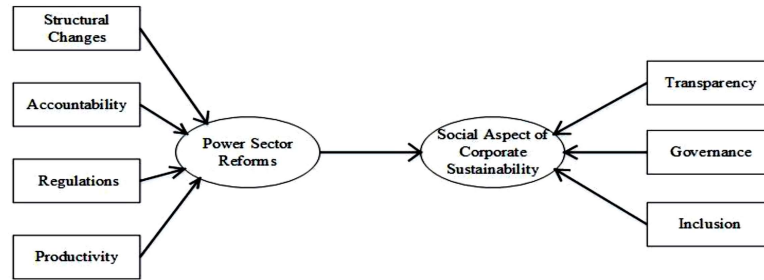 Structural
Changes
Accountability
Regulations
Productivity
Power Sector
Reforms
Social Aspect of
Corporate
Sustainability
Transparency
Governance
Inclusion